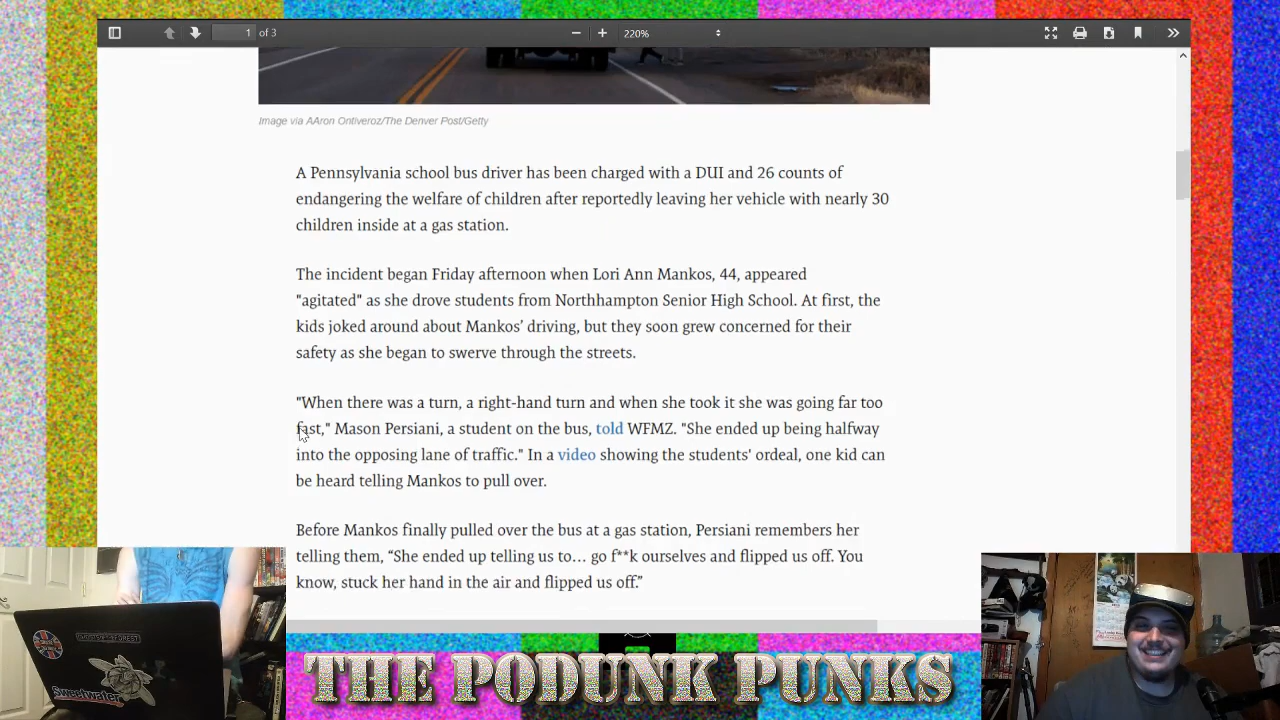 1 of 3
220%
Image via AAron Ontiveroz/The Denver Post/Getty
A Pennsylvania school bus driver has been charged with a DUI and 26 counts of
endangering the welfare of children after reportedly leaving her vehicle with nearly 30
children inside at a gas station.
The incident began Friday afternoon when Lori Ann Mankos, 44, appeared
"agitated" as she drove students from Northhampton Senior High School. At first, the
kids joked around about Mankos’ driving, but they soon grew concerned for their
safety as she began to swerve through the streets.
"When there was a turn, a right-hand turn and when she took it she was going far too
fast," Mason Persiani, a student on the bus, told WFMZ. "She ended up being halfway
into the opposing lane of traffic." In a video showing the students' ordeal, one kid can
be heard telling Mankos to pull over.
Before Mankos finally pulled over the bus at a gas station, Persiani remembers her
telling them, “She ended up telling us to… go f**k ourselves and flipped us off. You
know, stuck her hand in the air and flipped us off.”
Sweetwater
THE PODUNK PUNKS